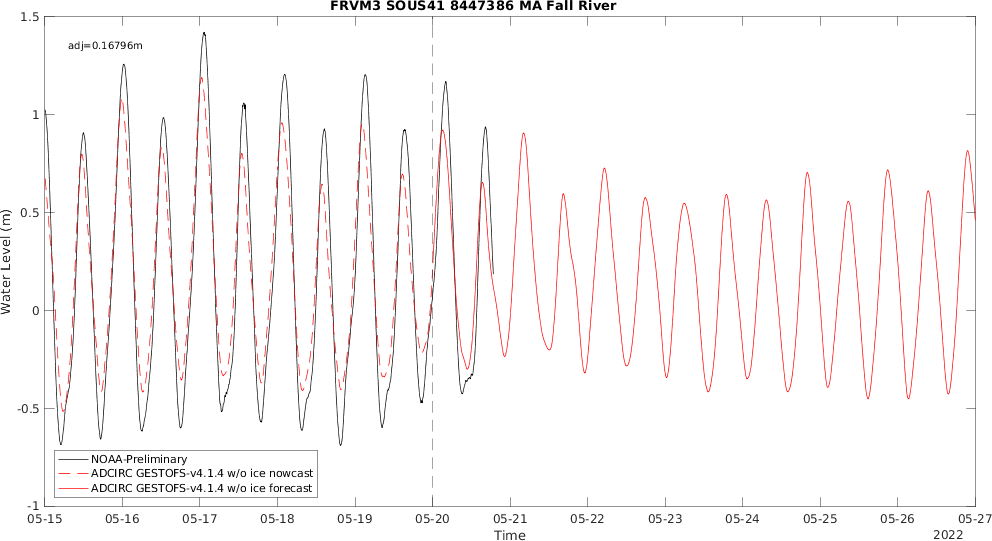 FRVM3 SOUS41 8447386 MA Fall River
adj=0.16796m
1.5
1
0.5
0
-0.5
-1
Water Level (m)
NOAA-Preliminary
ADCIRC GESTOFS-v4.1.4 w/o ice nowcast
ADCIRC GESTOFS-v4.1.4 w/o ice forecast
05-15 05-16 05-17 05-18 05-19 05-20 05-21 05-22 05-23 05-24 05-25 05-26 05-27
Time
2022